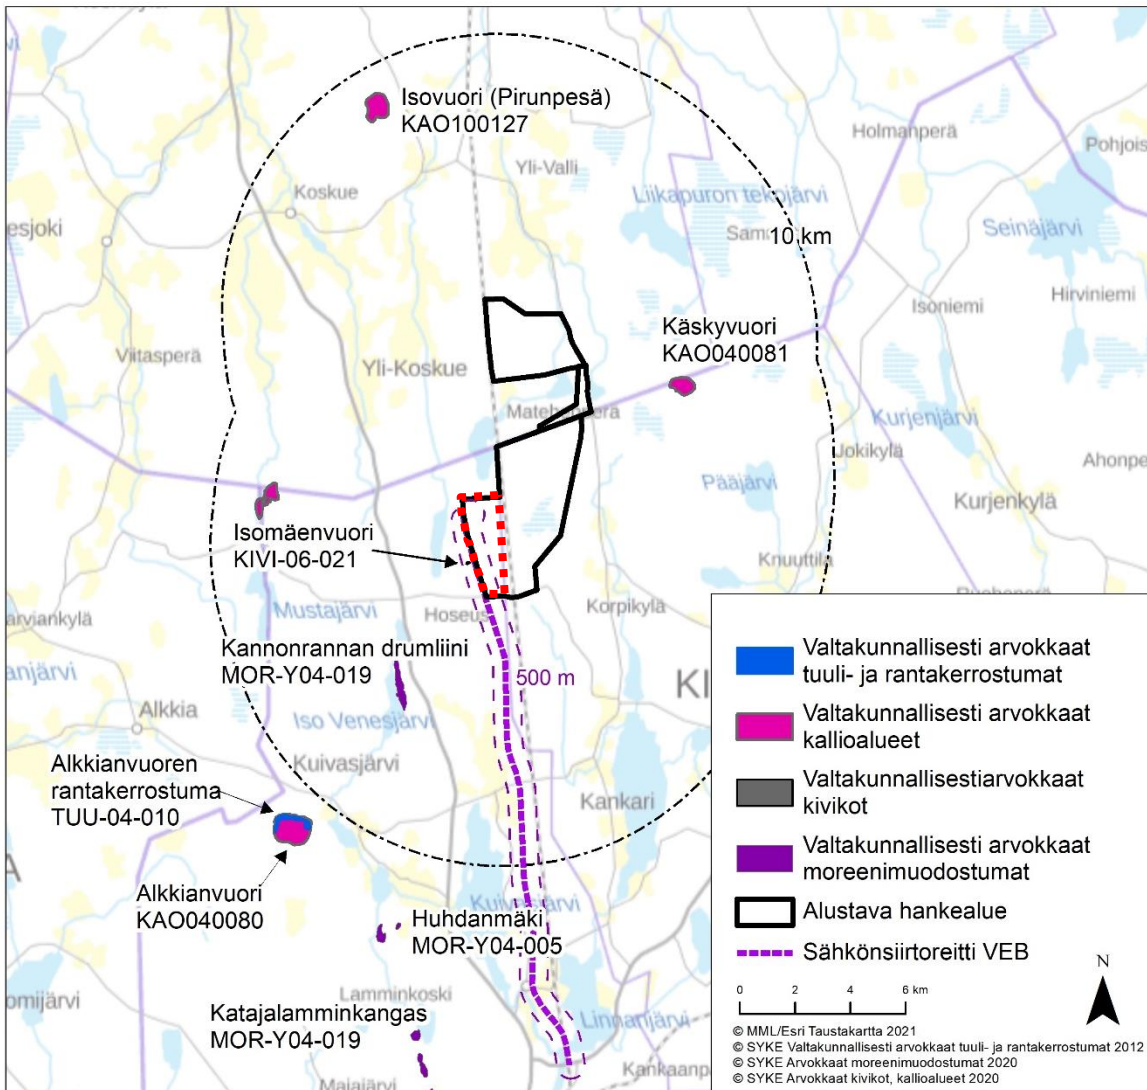 Isovuori (Pirunpesä)
KAO100127
Holmanperä
Pohjois
Yli-Valli
Koskue
Liikapuron tekojärvi
esjoki
10 km
Seinäjärvi
Isoniemi
Hirviniemi
Käskyvuori
KAO040081
Viitasperä
Yli-Koskue
Kurjenjärvi
Jokikylä
Ahonpe
Pääjärvi
Kurjenkylä
Isomäenvuori
KIVI-06-021
Knuuttila
Mustajärvi
Hoseus
Korpikylä
arviankylä
Kannonrannan drumliini
MOR-Y04-019
500 m
KI
anjärvi
Alkkia
Iso Venesjärvi
Kuivasjärvi
Alkkianvuoren
rantakerrostuma
TUU-04-010
Kankari
A
Alkkianvuori
KAO040080
Kuivasjärvi
Huhdanmäki
MOR-Y04-005
omijärvi
Lamminkoski
Katajalamminkangas
MOR-Y04-019
Linnanjärvi
Kankaanp
Majajärvi
Valtakunnallisesti arvokkaat
tuuli- ja rantakerrostumat
Valtakunnallisesti arvokkaat
kallioalueet
Valtakunnallisestiarvokkaat
kivikot
Valtakunnallisesti arvokkaat
moreenimuodostumat
Alustava hankealue
Sähkönsiirtoreitti VEB
N
0 2 4 6 km
© MML/Esri Taustakartta 2021
© SYKE Valtakunnallisesti arvokkaat tuuli- ja rantakerrostumat 2012
© SYKE Arvokkaat moreenimuodostumat 2020
© SYKE Arvokkaat kivikot, kallioalueet 2020